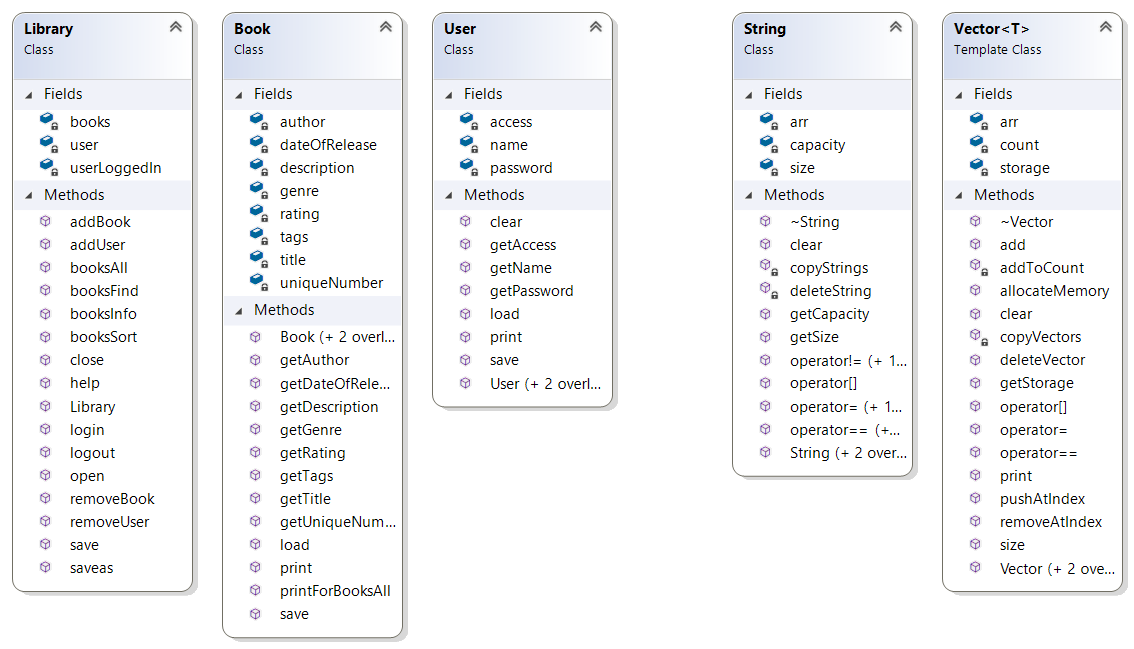 Library
Class
Fields
books
user
userLoggedIn
Methods
addBook
addUser
booksAll
booksFind
booksInfo
booksSort
close
help
Library
login
logout
open
removeBook
removeUser
save
saveas
Book
Class
Fields
author
dateOfRelease
description
genre
rating
tags
title
uniqueNumber
Methods
Book (+ 2 overl...
getAuthor
getDateOfRele...
getDescription
getGenre
getRating
getTags
getTitle
getUniqueNum...
load
print
printForBooksAll
save
User
Class
Fields
access
name
password
Methods
clear
getAccess
getName
getPassword
load
print
save
User (+ 2 overl...
String
Class
Fields
arr
capacity
size
Methods
~String
clear
copyStrings
deleteString
getCapacity
getSize
operator!= (+ 1...
operator[]
operator= (+ 1...
operator== (+...
String (+ 2 over...
Vector<T>
Template Class
Fields
arr
count
storage
Methods
~Vector
add
addToCount
allocateMemory
clear
copyVectors
deleteVector
getStorage
operator[]
operator=
operator==
print
pushAtIndex
removeAtIndex
size
Vector (+ 2 ove...